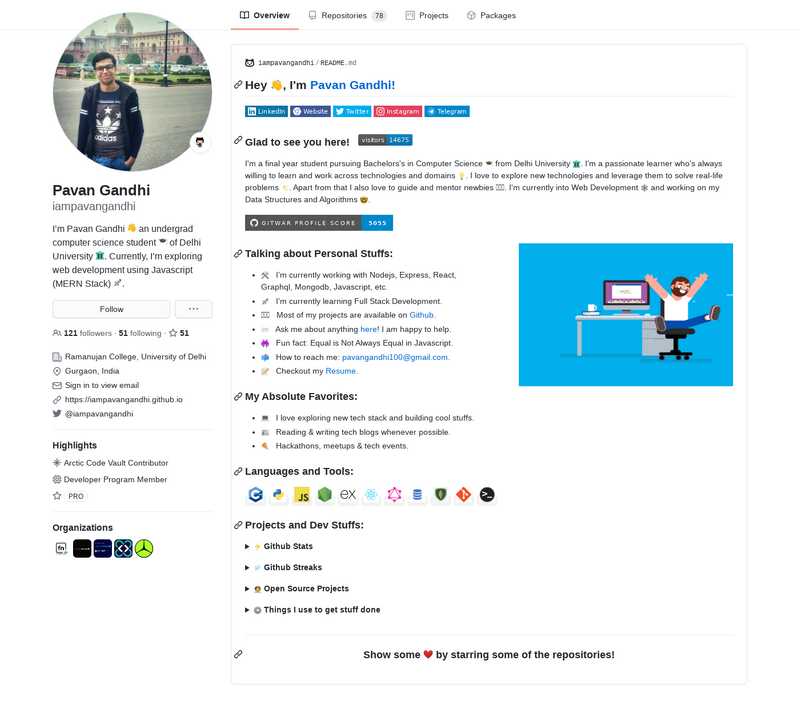 Overview
Repositories 78
Projects
Packages
iampavangandhi / README.md
Hey 👋, I'm Pavan Gandhi!
LinkedIn Website Twitter Instagram Telegram
Glad to see you here! visitors 14675
I'm a final year student pursuing Bachelors's in Computer Science 🎓 from Delhi University 🏛️. I'm a passionate learner who's always
willing to learn and work across technologies and domains 💡. I love to explore new technologies and leverage them to solve real-life
problems ✨. Apart from that I also love to guide and mentor newbies 👨🏻‍💻. I'm currently into Web Development 🕸️ and working on my
Data Structures and Algorithms 🤓.
GITWAR PROFILE SCORE 5055
Talking about Personal Stuffs:
I'm currently working with Nodejs, Express, React,
Graphql, Mongodb, Javascript, etc.
I'm currently learning Full Stack Development.
Most of my projects are available on Github.
Ask me about anything here! I am happy to help.
Fun fact: Equal is Not Always Equal in Javascript.
How to reach me: pavangandhi100@gmail.com.
Checkout my Resume.
My Absolute Favorites:
I love exploring new tech stack and building cool stuffs.
Reading & writing tech blogs whenever possible.
Hackathons, meetups & tech events.
Languages and Tools:
JS
ex
Projects and Dev Stuffs:
Github Stats
Github Streaks
Open Source Projects
Things I use to get stuff done
Show some ❤️ by starring some of the repositories!
adidas
Pavan Gandhi
iampavangandhi
I'm Pavan Gandhi 👋 an undergrad
computer science student 🎓 of Delhi
University 🏛️. Currently, I'm exploring
web development using Javascript
(MERN Stack) 🚀.
Follow
...
121 followers · 51 following · 51
Ramanujan College, University of Delhi
Gurgaon, India
Sign in to view email
https://iampavangandhi.github.io
@iampavangandhi
Highlights
Arctic Code Vault Contributor
Developer Program Member
PRO
Organizations
fn